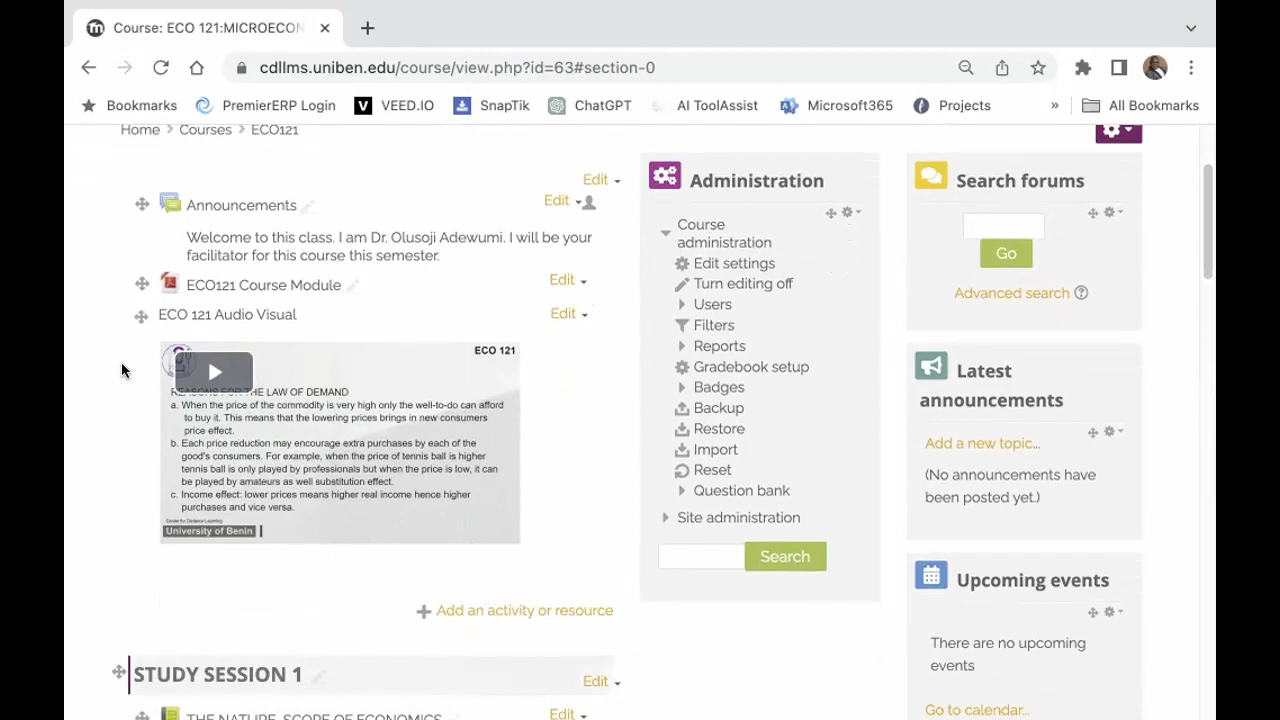 Course: ECO 121:MICROECON
cdllms.uniben.edu/course/view.php?id=63#section-0
Bookmarks
PremierERP Login
VEED.IO
SnapTik
ChatGPT
AI ToolAssist
Microsoft365
Projects
» All Bookmarks
Home > Courses > ECO121
Edit
Announcements
Edit
Welcome to this class. I am Dr. Olusoji Adewumi. I will be your
facilitator for this course this semester.
ECO121 Course Module
Edit
ECO 121 Audio Visual
Edit
ECO 121
REASONS FOR THE LAW OF DEMAND
a. When the price of the commodity is very high only the well-to-do can afford
to buy it. This means that the lowering prices brings in new consumers
price effect.
b. Each price reduction may encourage extra purchases by each of the
good's consumers. For example, when the price of tennis ball is higher
tennis ball is only played by professionals but when the price is low, it can
be played by amateurs as well substitution effect.
c. Income effect: lower prices means higher real income hence higher
purchases and vice versa.
Center for Distance Learning
University of Benin
Add an activity or resource
STUDY SESSION 1
Edit
THE NATURE, SCOPE OF ECONOMICS
Edit
Administration
Course
administration
Edit settings
Turn editing off
Users
Filters
Reports
Gradebook setup
Badges
Backup
Restore
Import
Reset
Question bank
Site administration
Search
Search forums
Go
Advanced search
Latest
announcements
Add a new topic...
(No announcements have
been posted yet.)
Upcoming events
There are no upcoming
events
Go to calendar...